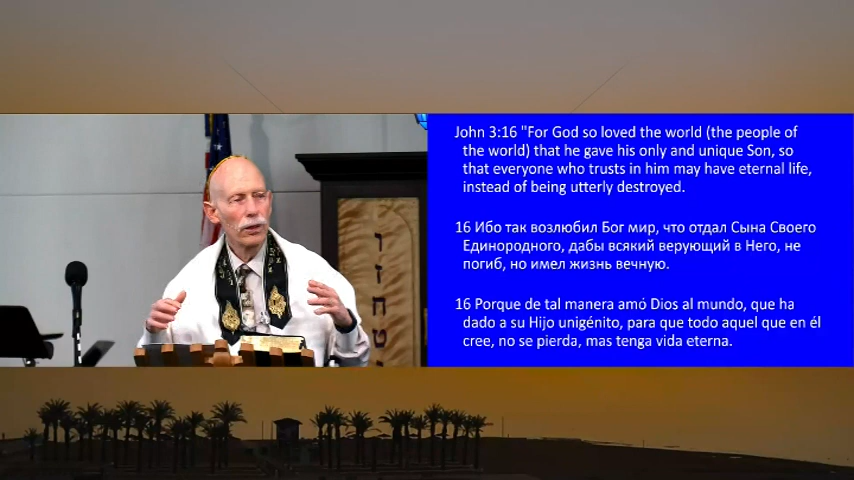 John 3:16 "For God so loved the world (the people of
the world) that he gave his only and unique Son, so
that everyone who trusts in him may have eternal life,
instead of being utterly destroyed.
16 Ибо так возлюбил Бог мир, что отдал Сына Своего
Единородного, дабы всякий верующий в Него, не
погиб, но имел жизнь вечную.
16 Porque de tal manera amó Dios al mundo, que ha
dado a su Hijo unigénito, para que todo aquel que en él
cree, no se pierda, mas tenga vida eterna.